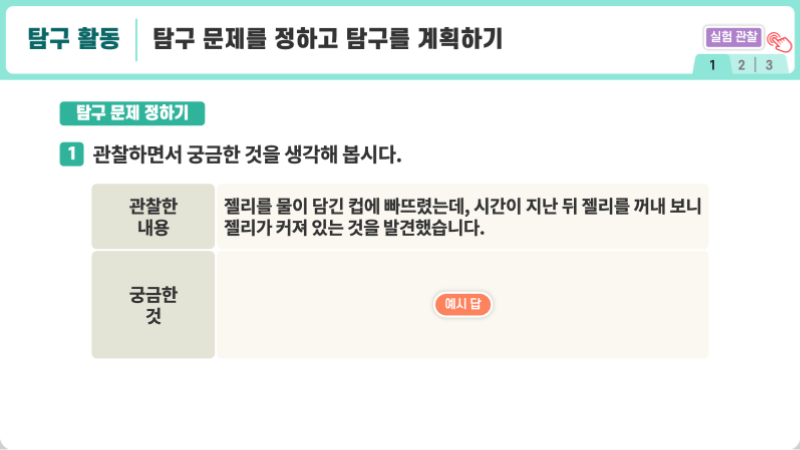 탐구 활동
탐구 문제를 정하고 탐구를 계획하기
실험 관찰
1 2 3
탐구 문제 정하기
1 관찰하면서 궁금한 것을 생각해 봅시다.
관찰한
내용
젤리를 물이 담긴 컵에 빠뜨렸는데, 시간이 지난 뒤 젤리를 꺼내 보니
젤리가 커져 있는 것을 발견했습니다.
궁금한
것
예시 답